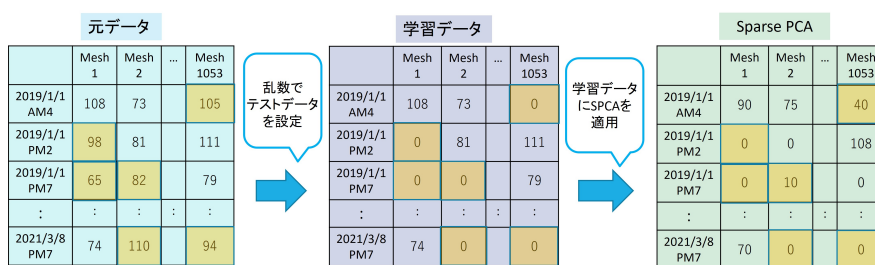 元データ
Mesh 1 Mesh 2 … Mesh 1053
2019/1/1 AM4 108 73 105
2019/1/1 PM2 98 81 111
2019/1/1 PM7 65 82 79
: : : : :
2021/3/8 PM7 74 110 94
乱数で
テストデータ
を設定
学習データ
Mesh 1 Mesh 2 … Mesh 1053
2019/1/1 AM4 108 73 0
2019/1/1 PM2 0 81 111
2019/1/1 PM7 0 0 79
: : : : :
2021/3/8 PM7 74 0 0
学習データ
にSPCAを
適用
Sparse PCA
Mesh 1 Mesh 2 … Mesh 1053
2019/1/1 AM4 90 75 40
2019/1/1 PM2 0 0 108
2019/1/1 PM7 0 10 0
: : : : :
2021/3/8 PM7 70 0 0